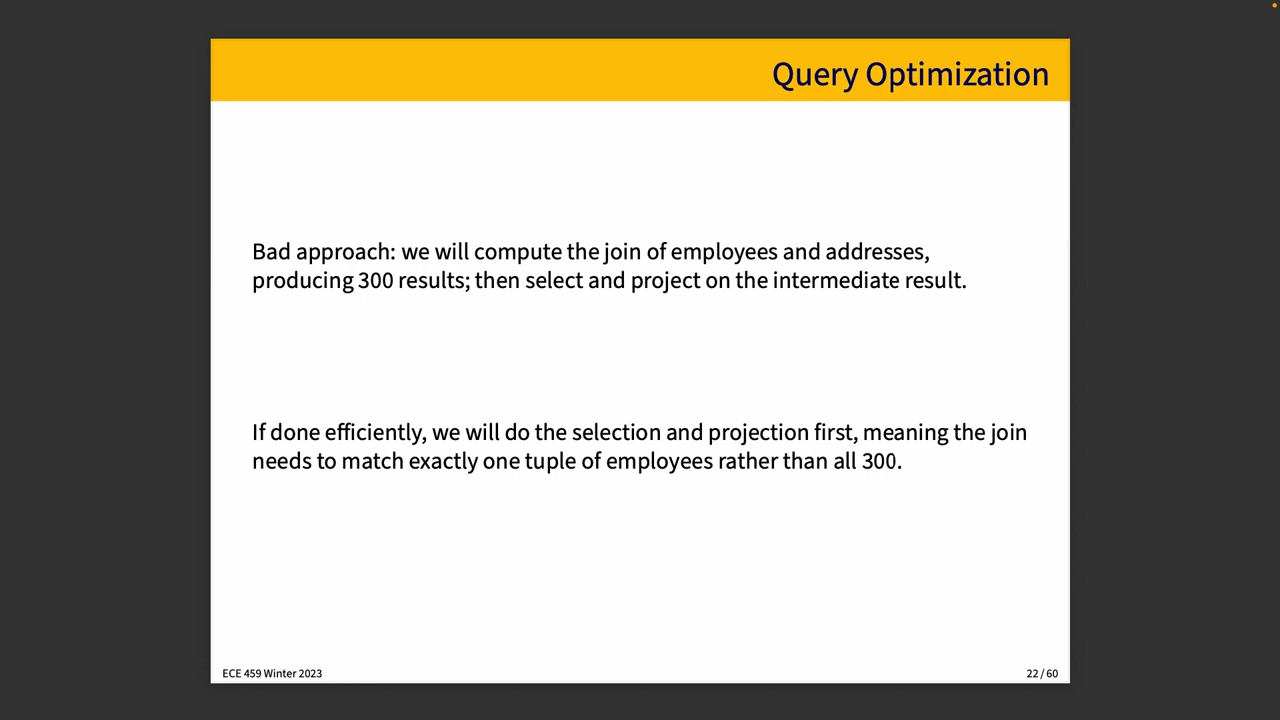 Query Optimization
Bad approach: we will compute the join of employees and addresses,
producing 300 results; then select and project on the intermediate result.
If done efficiently, we will do the selection and projection first, meaning the join
needs to match exactly one tuple of employees rather than all 300.
ECE 459 Winter 2023
22 / 60